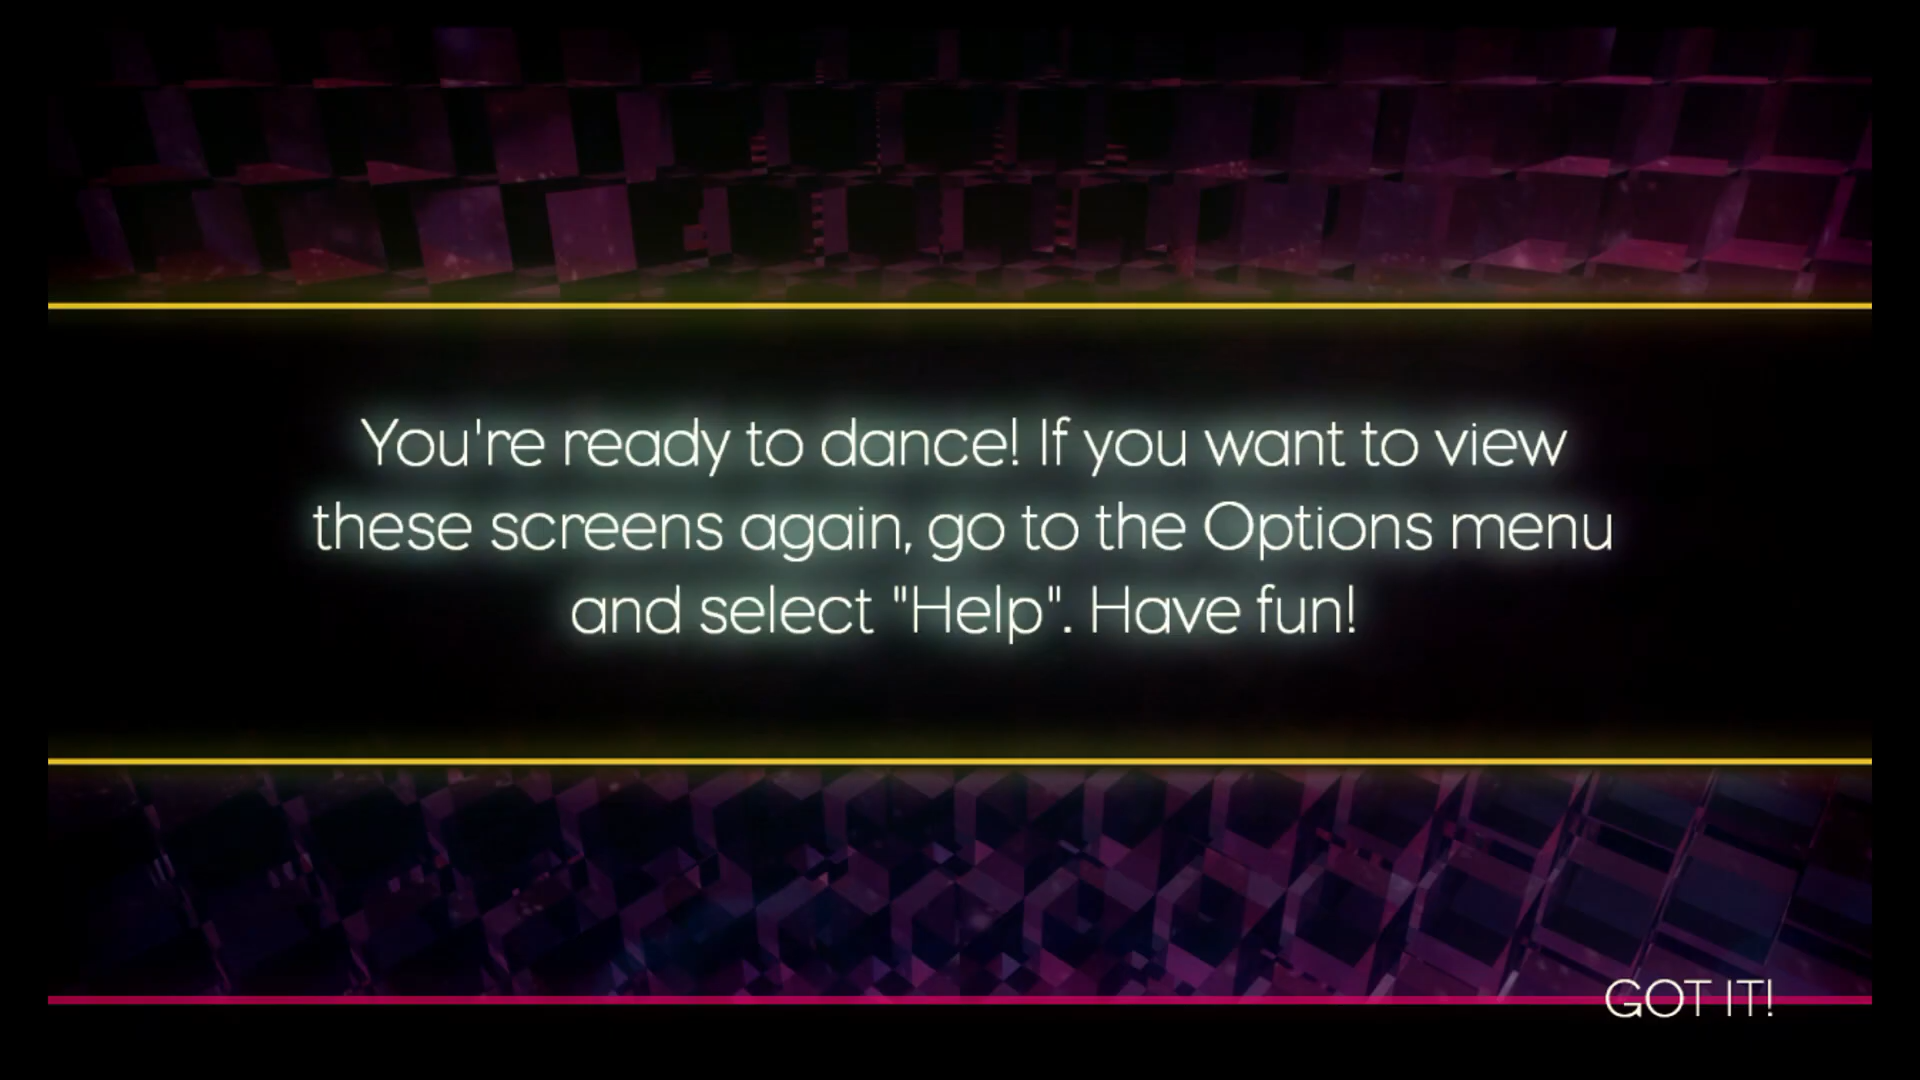 You're ready to dance! If you want to view
these screens again, go to the Options menu
and select "Help". Have fun!
GOT IT!